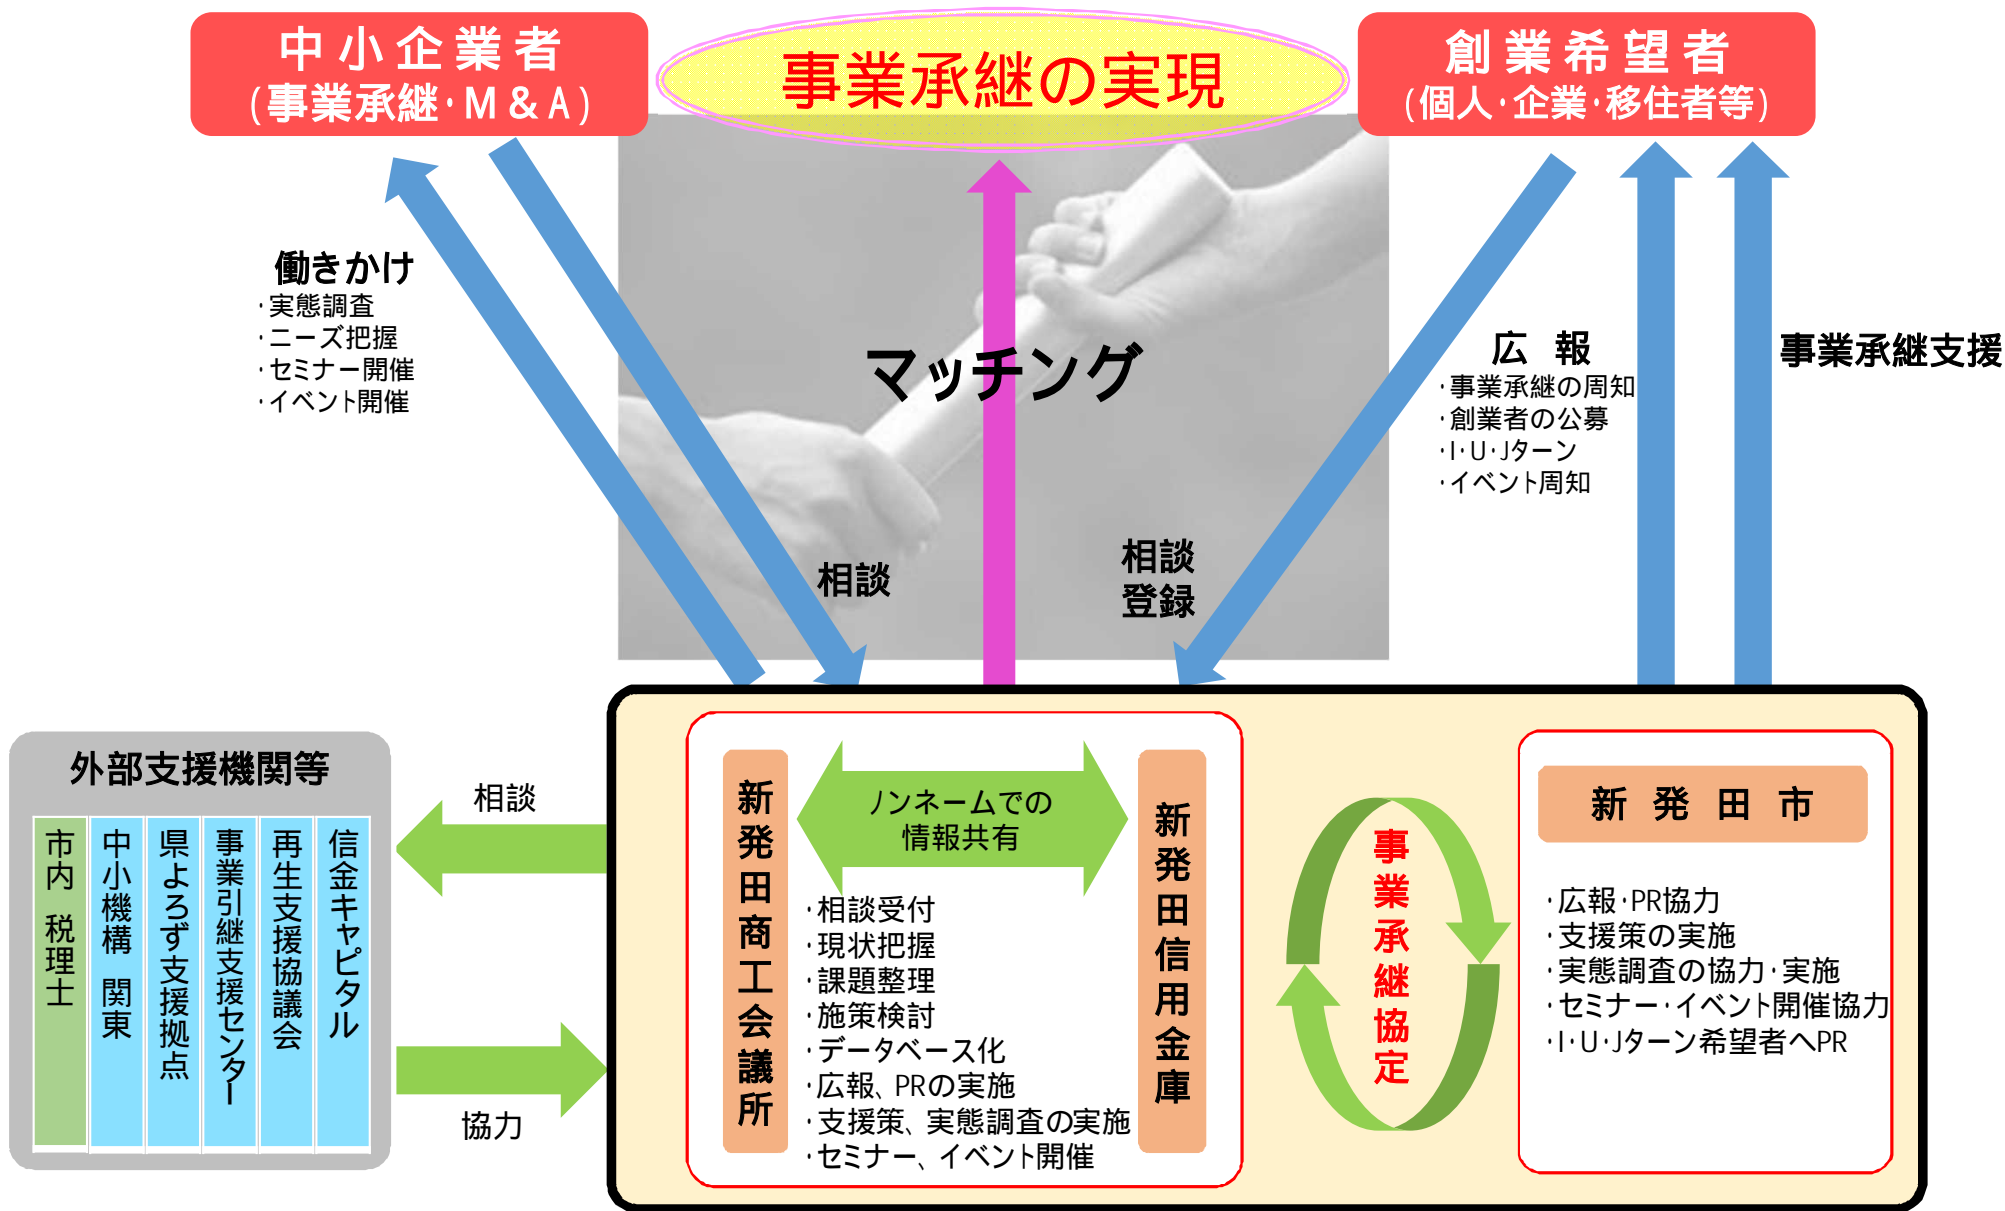 中小企業者
(事業承継・M&A)
事業承継の実現
創業希望者
(個人・企業・移住者等)
働きかけ
・実態調査
・ニーズ把握
・セミナー開催
・イベント開催
マッチング
広 報
・事業承継の周知
・創業者の公募
・I・U・Jターン
・イベント周知
事業承継支援
相談
相談
登録
外部支援機関等
市内 税理士
中小機構 関東
県よろず支援拠点
事業引継支援センター
再生支援協議会
信金キャピタル
相談
協力
新発田商工会議所
ノンネームでの
情報共有
・相談受付
・現状把握
・課題整理
・施策検討
・データベース化
・広報、PRの実施
・支援策、実態調査の実施
・セミナー、イベント開催
新発田信用金庫
事業承継協定
新発田市
・広報・PR協力
・支援策の実施
・実態調査の協力・実施
・セミナー・イベント開催協力
・I・U・Jターン希望者へPR